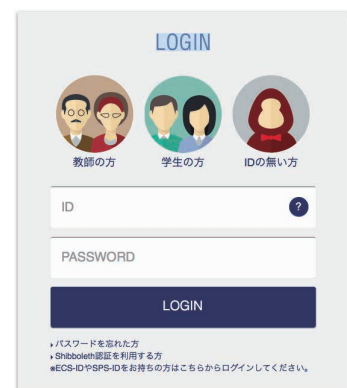 LOGIN
教師の方
学生の方
IDの無い方
ID
?
PASSWORD
LOGIN
パスワードを忘れた方
Shibboleth認証を利用する方
※ECS-IDやSPS-IDをお持ちの方はこちらからログインしてください。